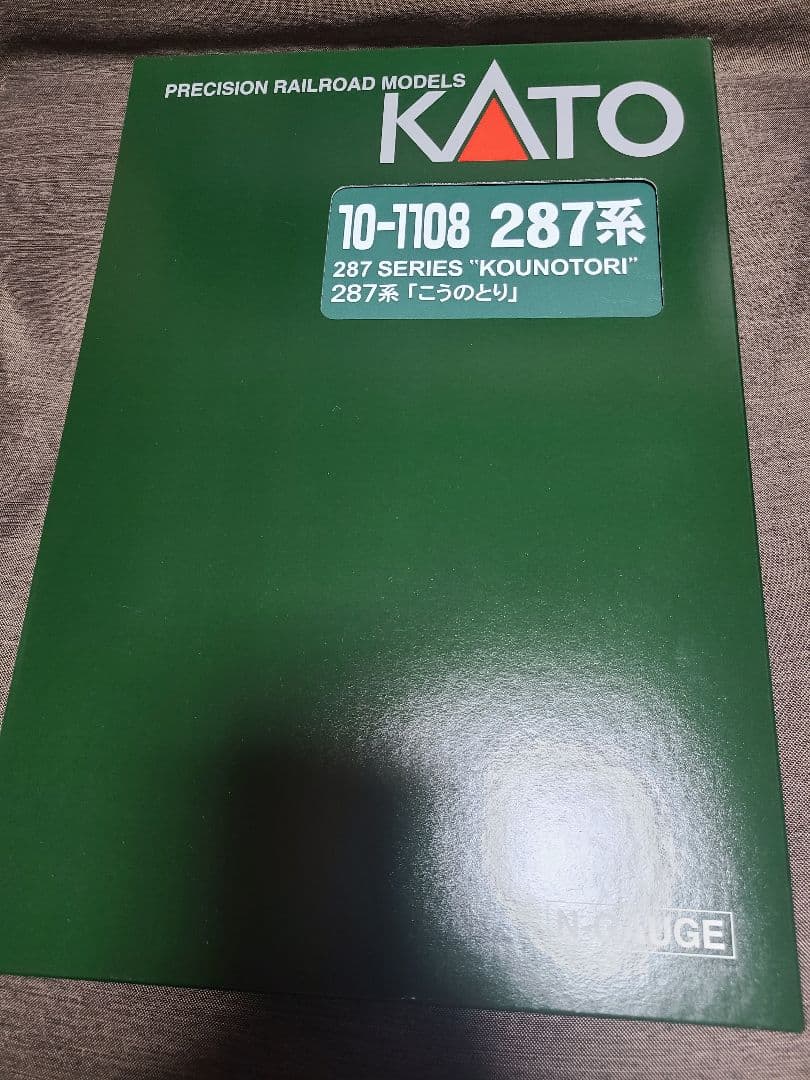 PRECISION RAILROAD MODELS
KATO
10-1108 287系
287 SERIES "KOUNOTORI"
287系「こうのとり」
N-GAUGE